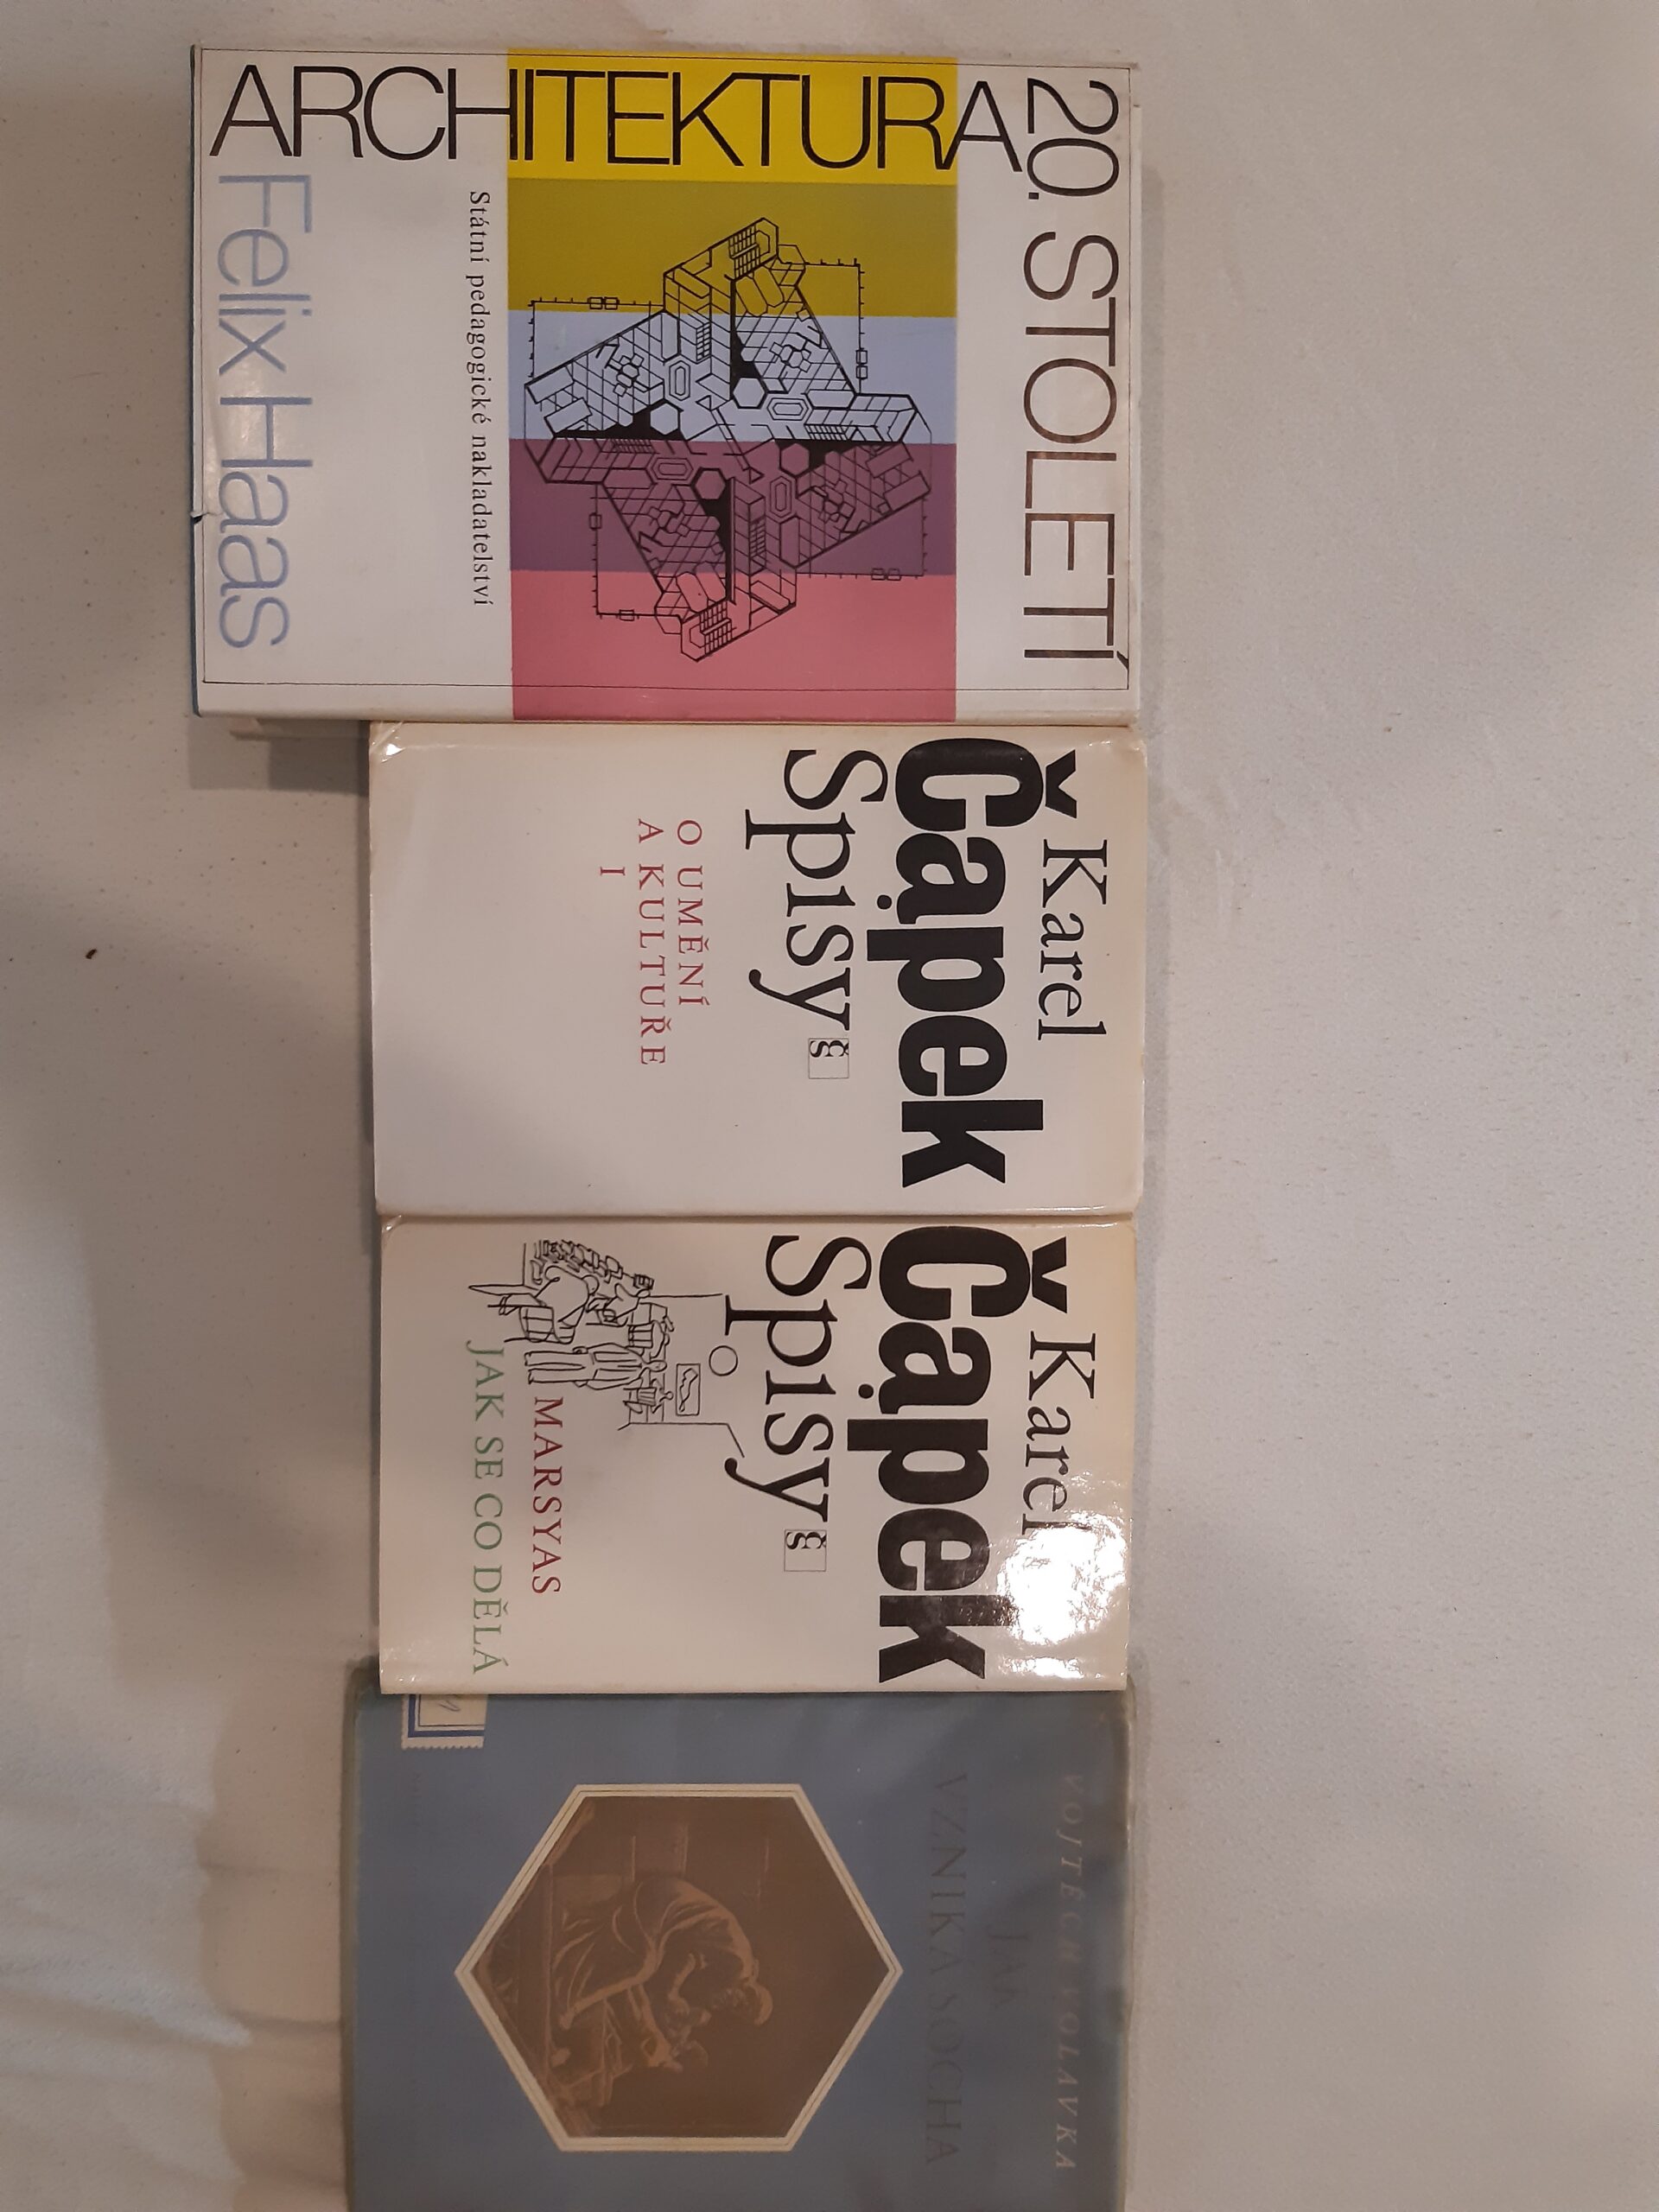 ARCHITEKTURA
20. STOLETÍ
Státní pedagogické nakladatelství
Felix Haas
Karel
Čapek
Spisy
O UMĚNÍ
A KULTUŘE
I
Karel
Čapek
Spisy
MARSYAS
JAK SE CO DĚLÁ
VOJTĚCH VOLAVKA
JAK
VZNIKA SOCHA